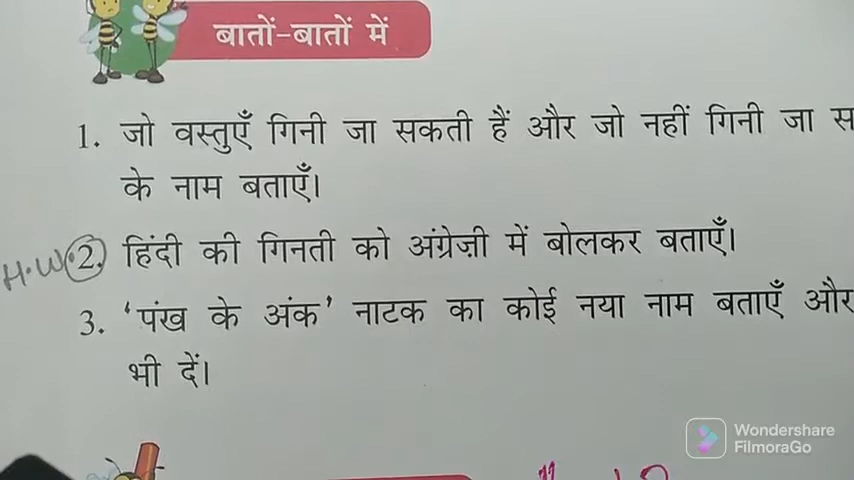 बातों-बातों में
1. जो वस्तुएँ गिनी जा सकती हैं और जो नहीं गिनी जा स
के नाम बताएँ।
H.W. 2. हिंदी की गिनती को अंग्रेज़ी में बोलकर बताएँ।
3. 'पंख के अंक' नाटक का कोई नया नाम बताएँ और
भी दें।
Wondershare
FilmoraGo